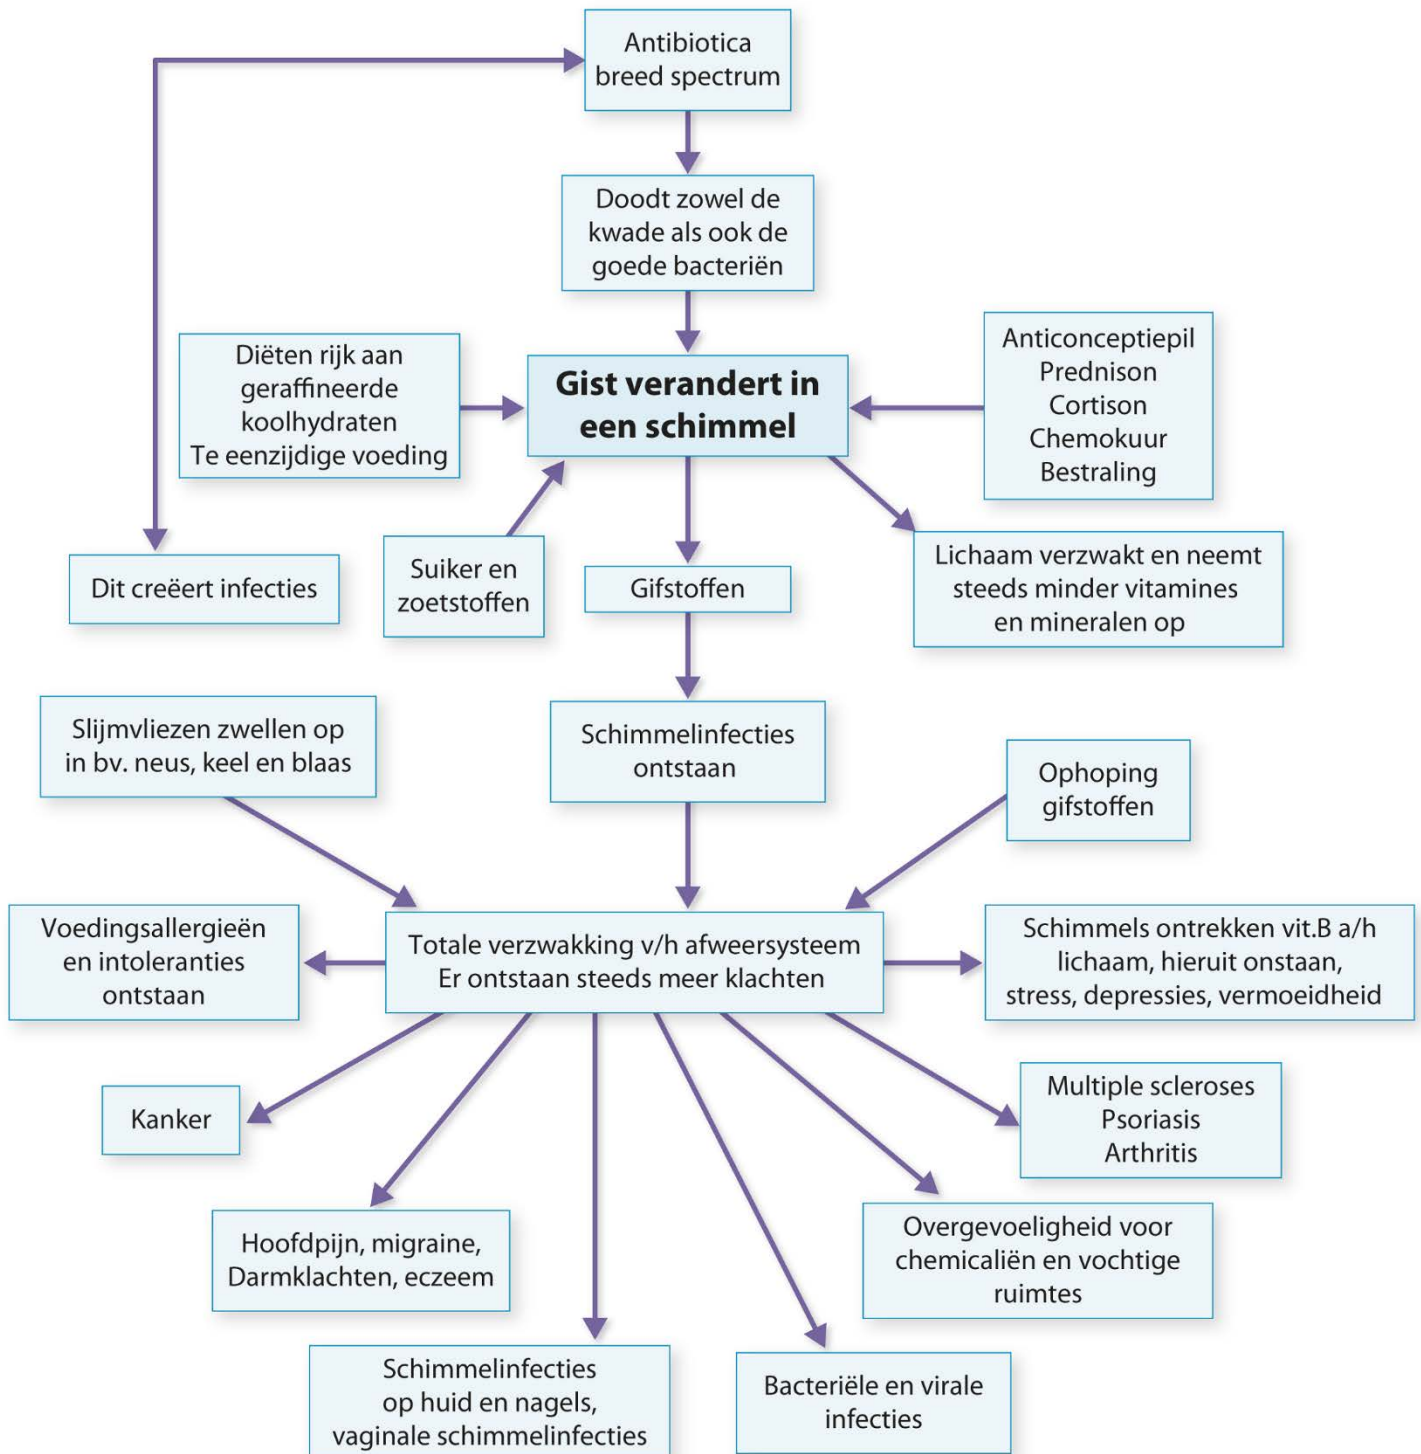 Antibiotica
breed spectrum
Doodt zowel de
kwade als ook de
goede bacteriën
Diëten rijk aan
geraffineerde
koolhydraten
Te eenzijdige voeding
Gist verandert in
een schimmel
Anticonceptiepil
Prednison
Cortison
Chemokuur
Bestraling
Dit creëert infecties
Suiker en
zoetstoffen
Gifstoffen
Lichaam verzwakt en neemt
steeds minder vitamines
en mineralen op
Slijmvliezen zwellen op
in bv. neus, keel en blaas
Schimmelinfecties
ontstaan
Ophoping
gifstoffen
Voedingsallergieën
en intoleranties
ontstaan
Totale verzwakking v/h afweersysteem
Er ontstaan steeds meer klachten
Schimmels ontrekken vit.B a/h
lichaam, hieruit onstaan,
stress, depressies, vermoeidheid
Kanker
Multiple scleroses
Psoriasis
Arthritis
Hoofdpijn, migraine,
Darmklachten, eczeem
Overgevoeligheid voor
chemicaliën en vochtige
ruimtes
Schimmelinfecties
op huid en nagels,
vaginale schimmelinfecties
Bacteriële en virale
infecties